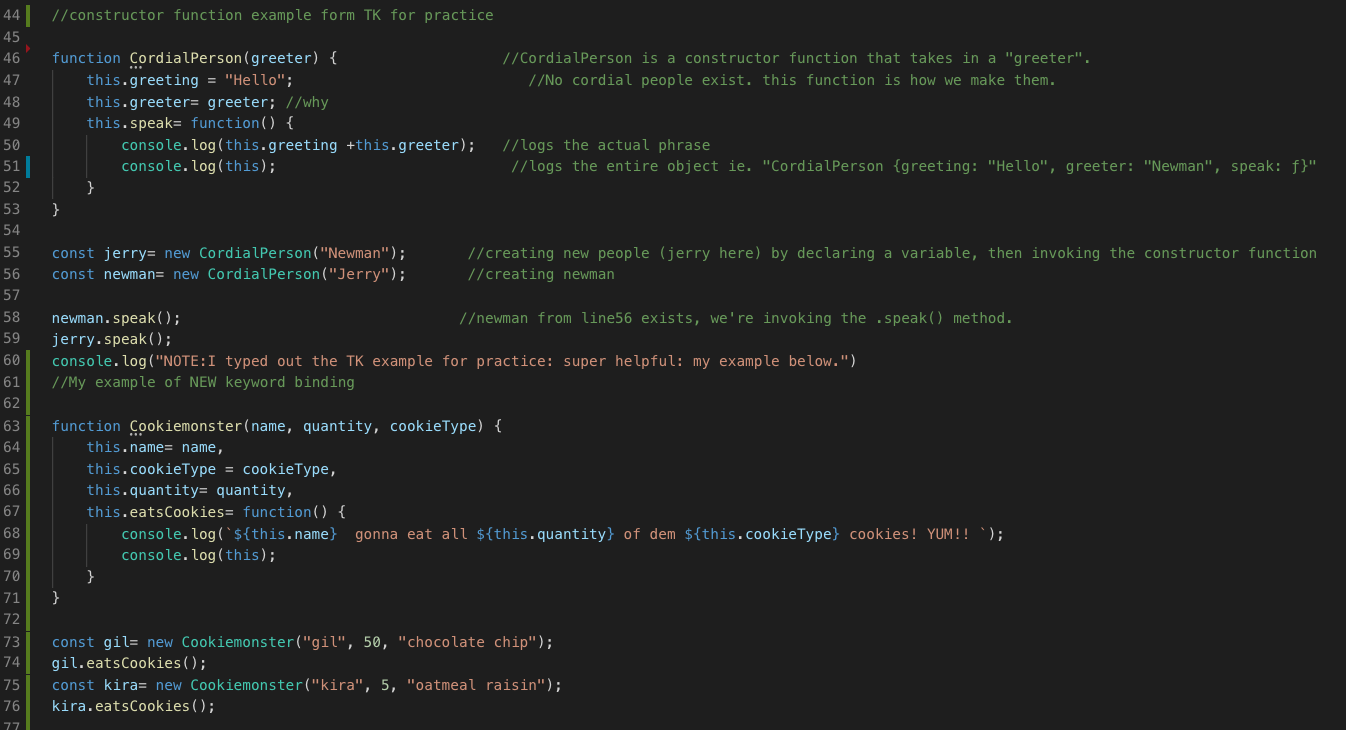 44 //constructor function example form TK for practice
45
46 function CordialPerson(greeter) { //CordialPerson is a constructor function that takes in a "greeter".
47 this.greeting = "Hello"; //No cordial people exist. this function is how we make them.
48 this.greeter= greeter; //why
49 this.speak= function() {
50 console.log(this.greeting +this.greeter); //logs the actual phrase
51 console.log(this); //logs the entire object ie. "CordialPerson {greeting: "Hello", greeter: "Newman", speak: ƒ}"
52 }
53 }
54
55 const jerry= new CordialPerson("Newman"); //creating new people (jerry here) by declaring a variable, then invoking the constructor function
56 const newman= new CordialPerson("Jerry"); //creating newman
57
58 newman.speak(); //newman from line56 exists, we're invoking the .speak() method.
59 jerry.speak();
60 console.log("NOTE:I typed out the TK example for practice: super helpful: my example below.")
61 //My example of NEW keyword binding
62
63 function Cookiemonster(name, quantity, cookieType) {
64 this.name= name,
65 this.cookieType = cookieType,
66 this.quantity= quantity,
67 this.eatsCookies= function() {
68 console.log(`${this.name}  gonna eat all ${this.quantity} of dem ${this.cookieType} cookies! YUM!! `);
69 console.log(this);
70 }
71 }
72
73 const gil= new Cookiemonster("gil", 50, "chocolate chip");
74 gil.eatsCookies();
75 const kira= new Cookiemonster("kira", 5, "oatmeal raisin");
76 kira.eatsCookies();
77